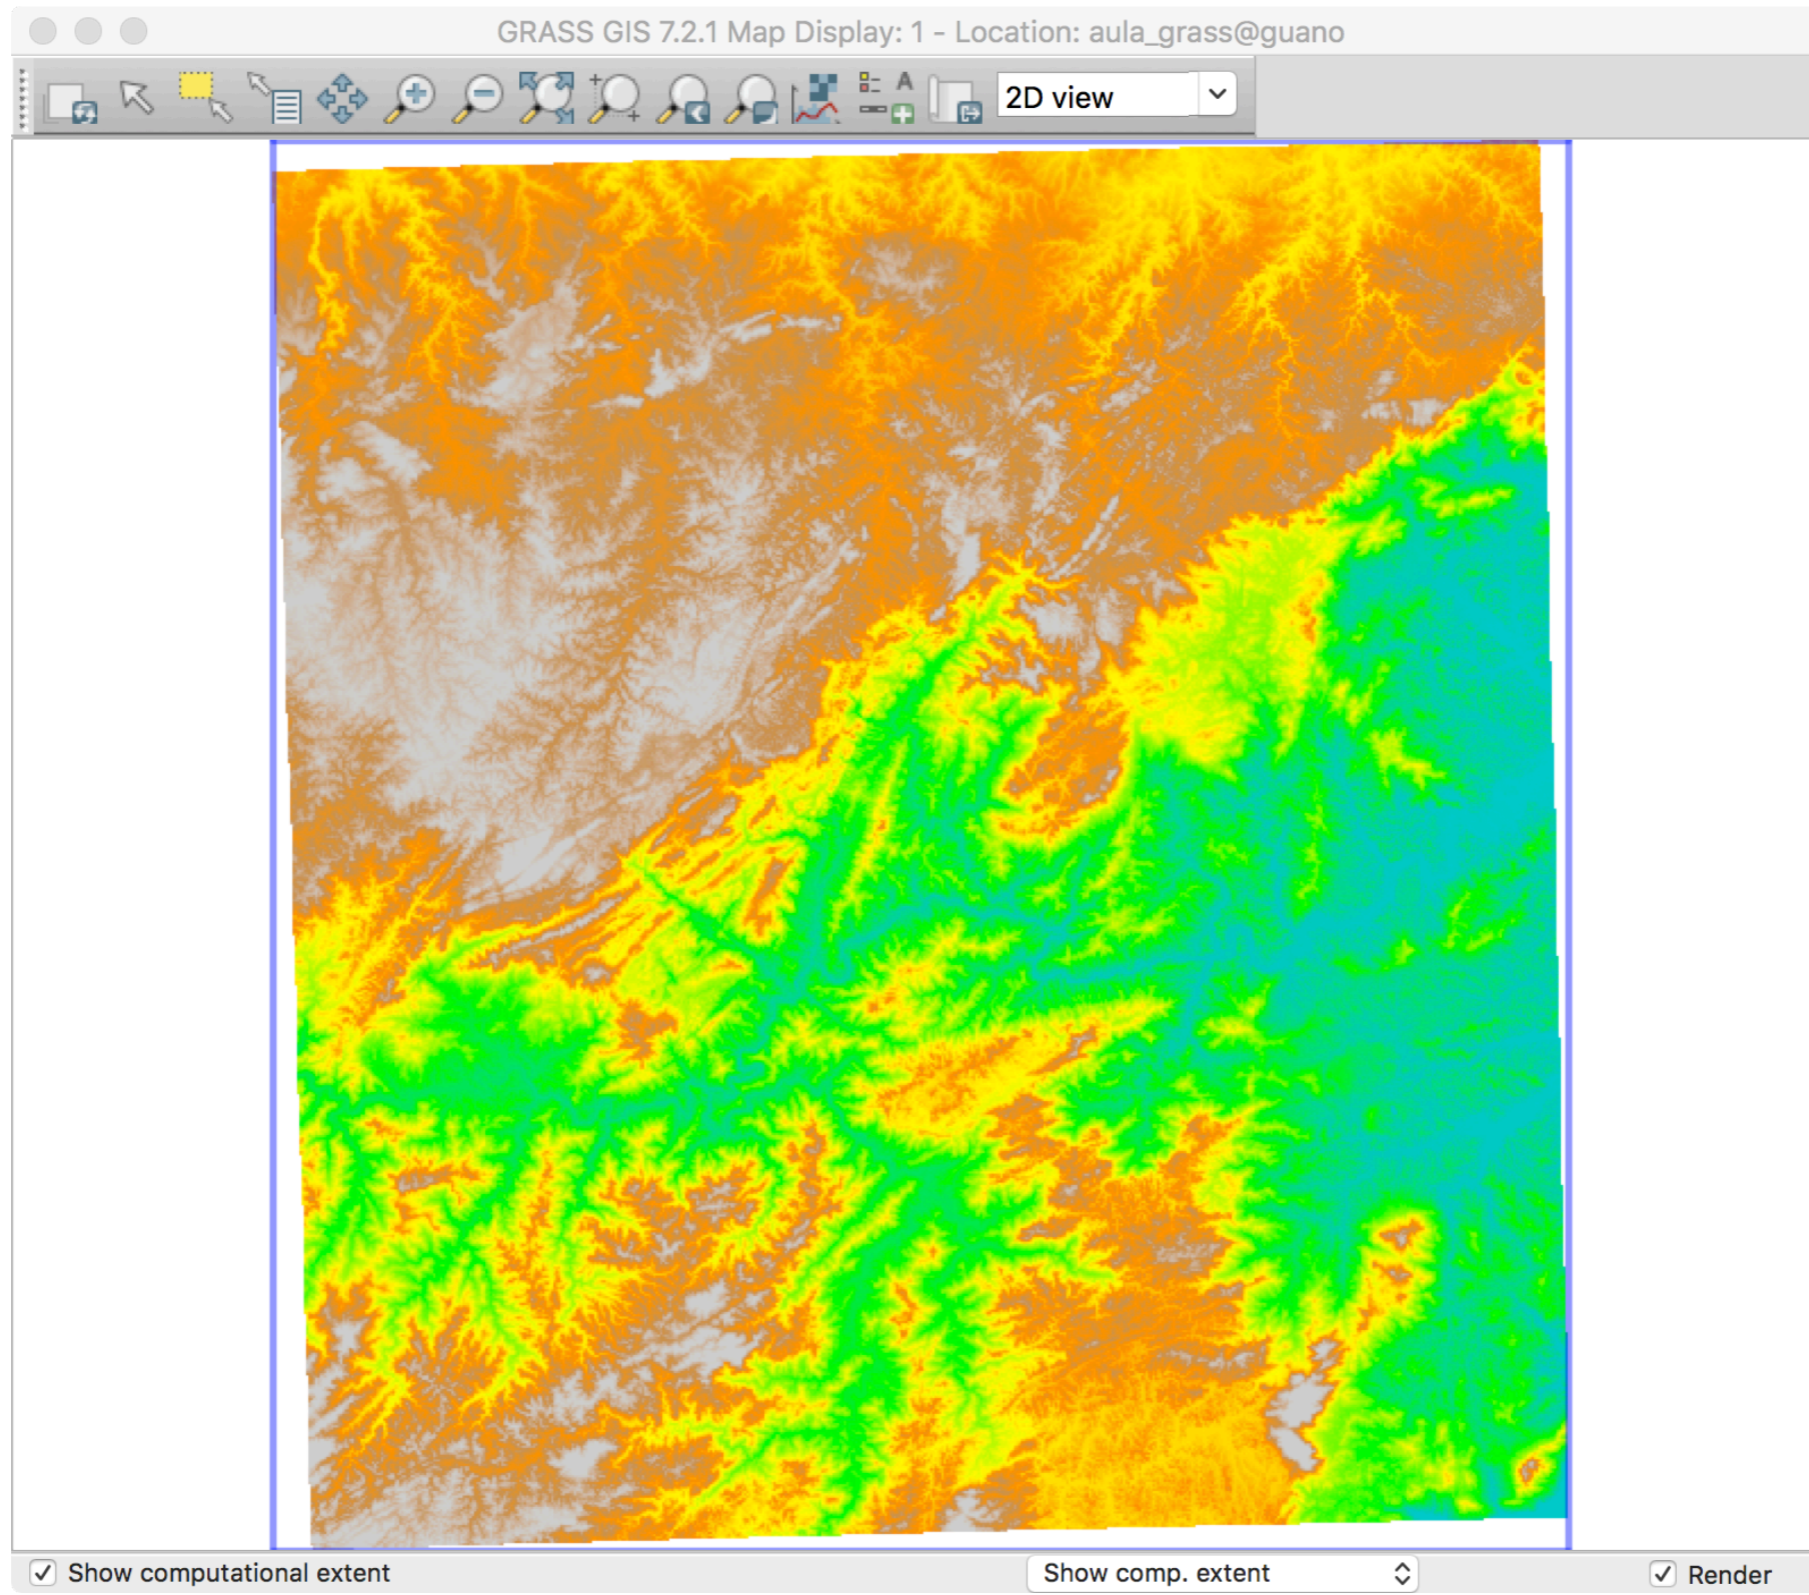 GRASS GIS 7.2.1 Map Display: 1 - Location: aula_grass@guano
A
2D view
Show computational extent
Show comp. extent
Render